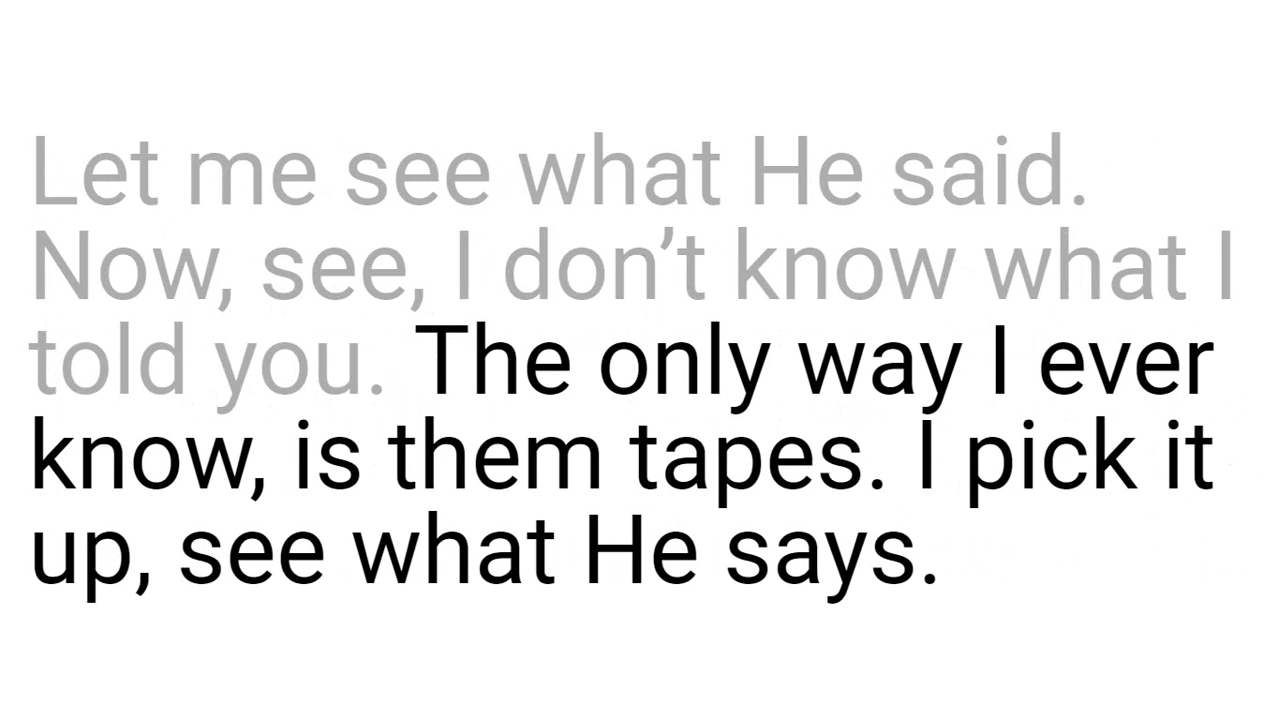 Let me see what He said.
Now, see, I don’t know what I
told you. The only way I ever
know, is them tapes. I pick it
up, see what He says.